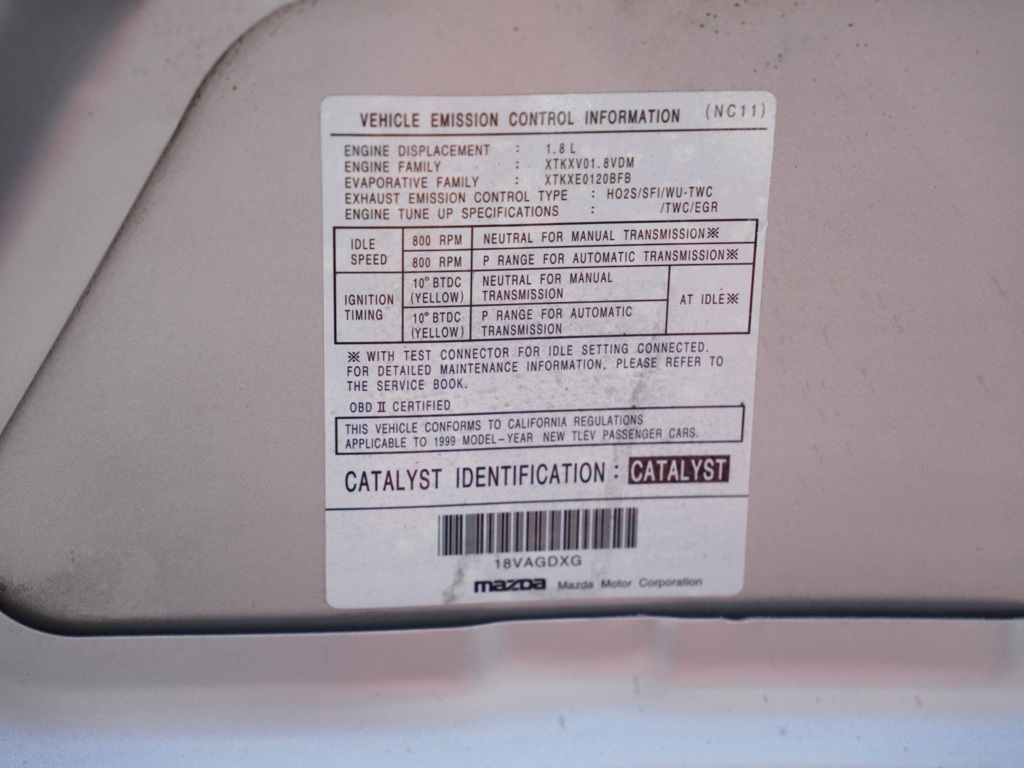 VEHICLE EMISSION CONTROL INFORMATION (NC11)
ENGINE DISPLACEMENT : 1.8 L
ENGINE FAMILY : XTKXV01.8VDM
EVAPORATIVE FAMILY : XTKXE0120BFB
EXHAUST EMISSION CONTROL TYPE : HO2S/SFI/WU-TWC
ENGINE TUNE UP SPECIFICATIONS : /TWC/EGR
IDLE SPEED 800 RPM NEUTRAL FOR MANUAL TRANSMISSION※
800 RPM P RANGE FOR AUTOMATIC TRANSMISSION※
IGNITION TIMING 10° BTDC (YELLOW) NEUTRAL FOR MANUAL TRANSMISSION AT IDLE※
10° BTDC (YELLOW) P RANGE FOR AUTOMATIC TRANSMISSION
※ WITH TEST CONNECTOR FOR IDLE SETTING CONNECTED.
FOR DETAILED MAINTENANCE INFORMATION, PLEASE REFER TO
THE SERVICE BOOK.
OBD II CERTIFIED
THIS VEHICLE CONFORMS TO CALIFORNIA REGULATIONS
APPLICABLE TO 1999 MODEL-YEAR NEW TLEV PASSENGER CARS.
CATALYST IDENTIFICATION : CATALYST
18VAGDXG
mazda Mazda Motor Corporation